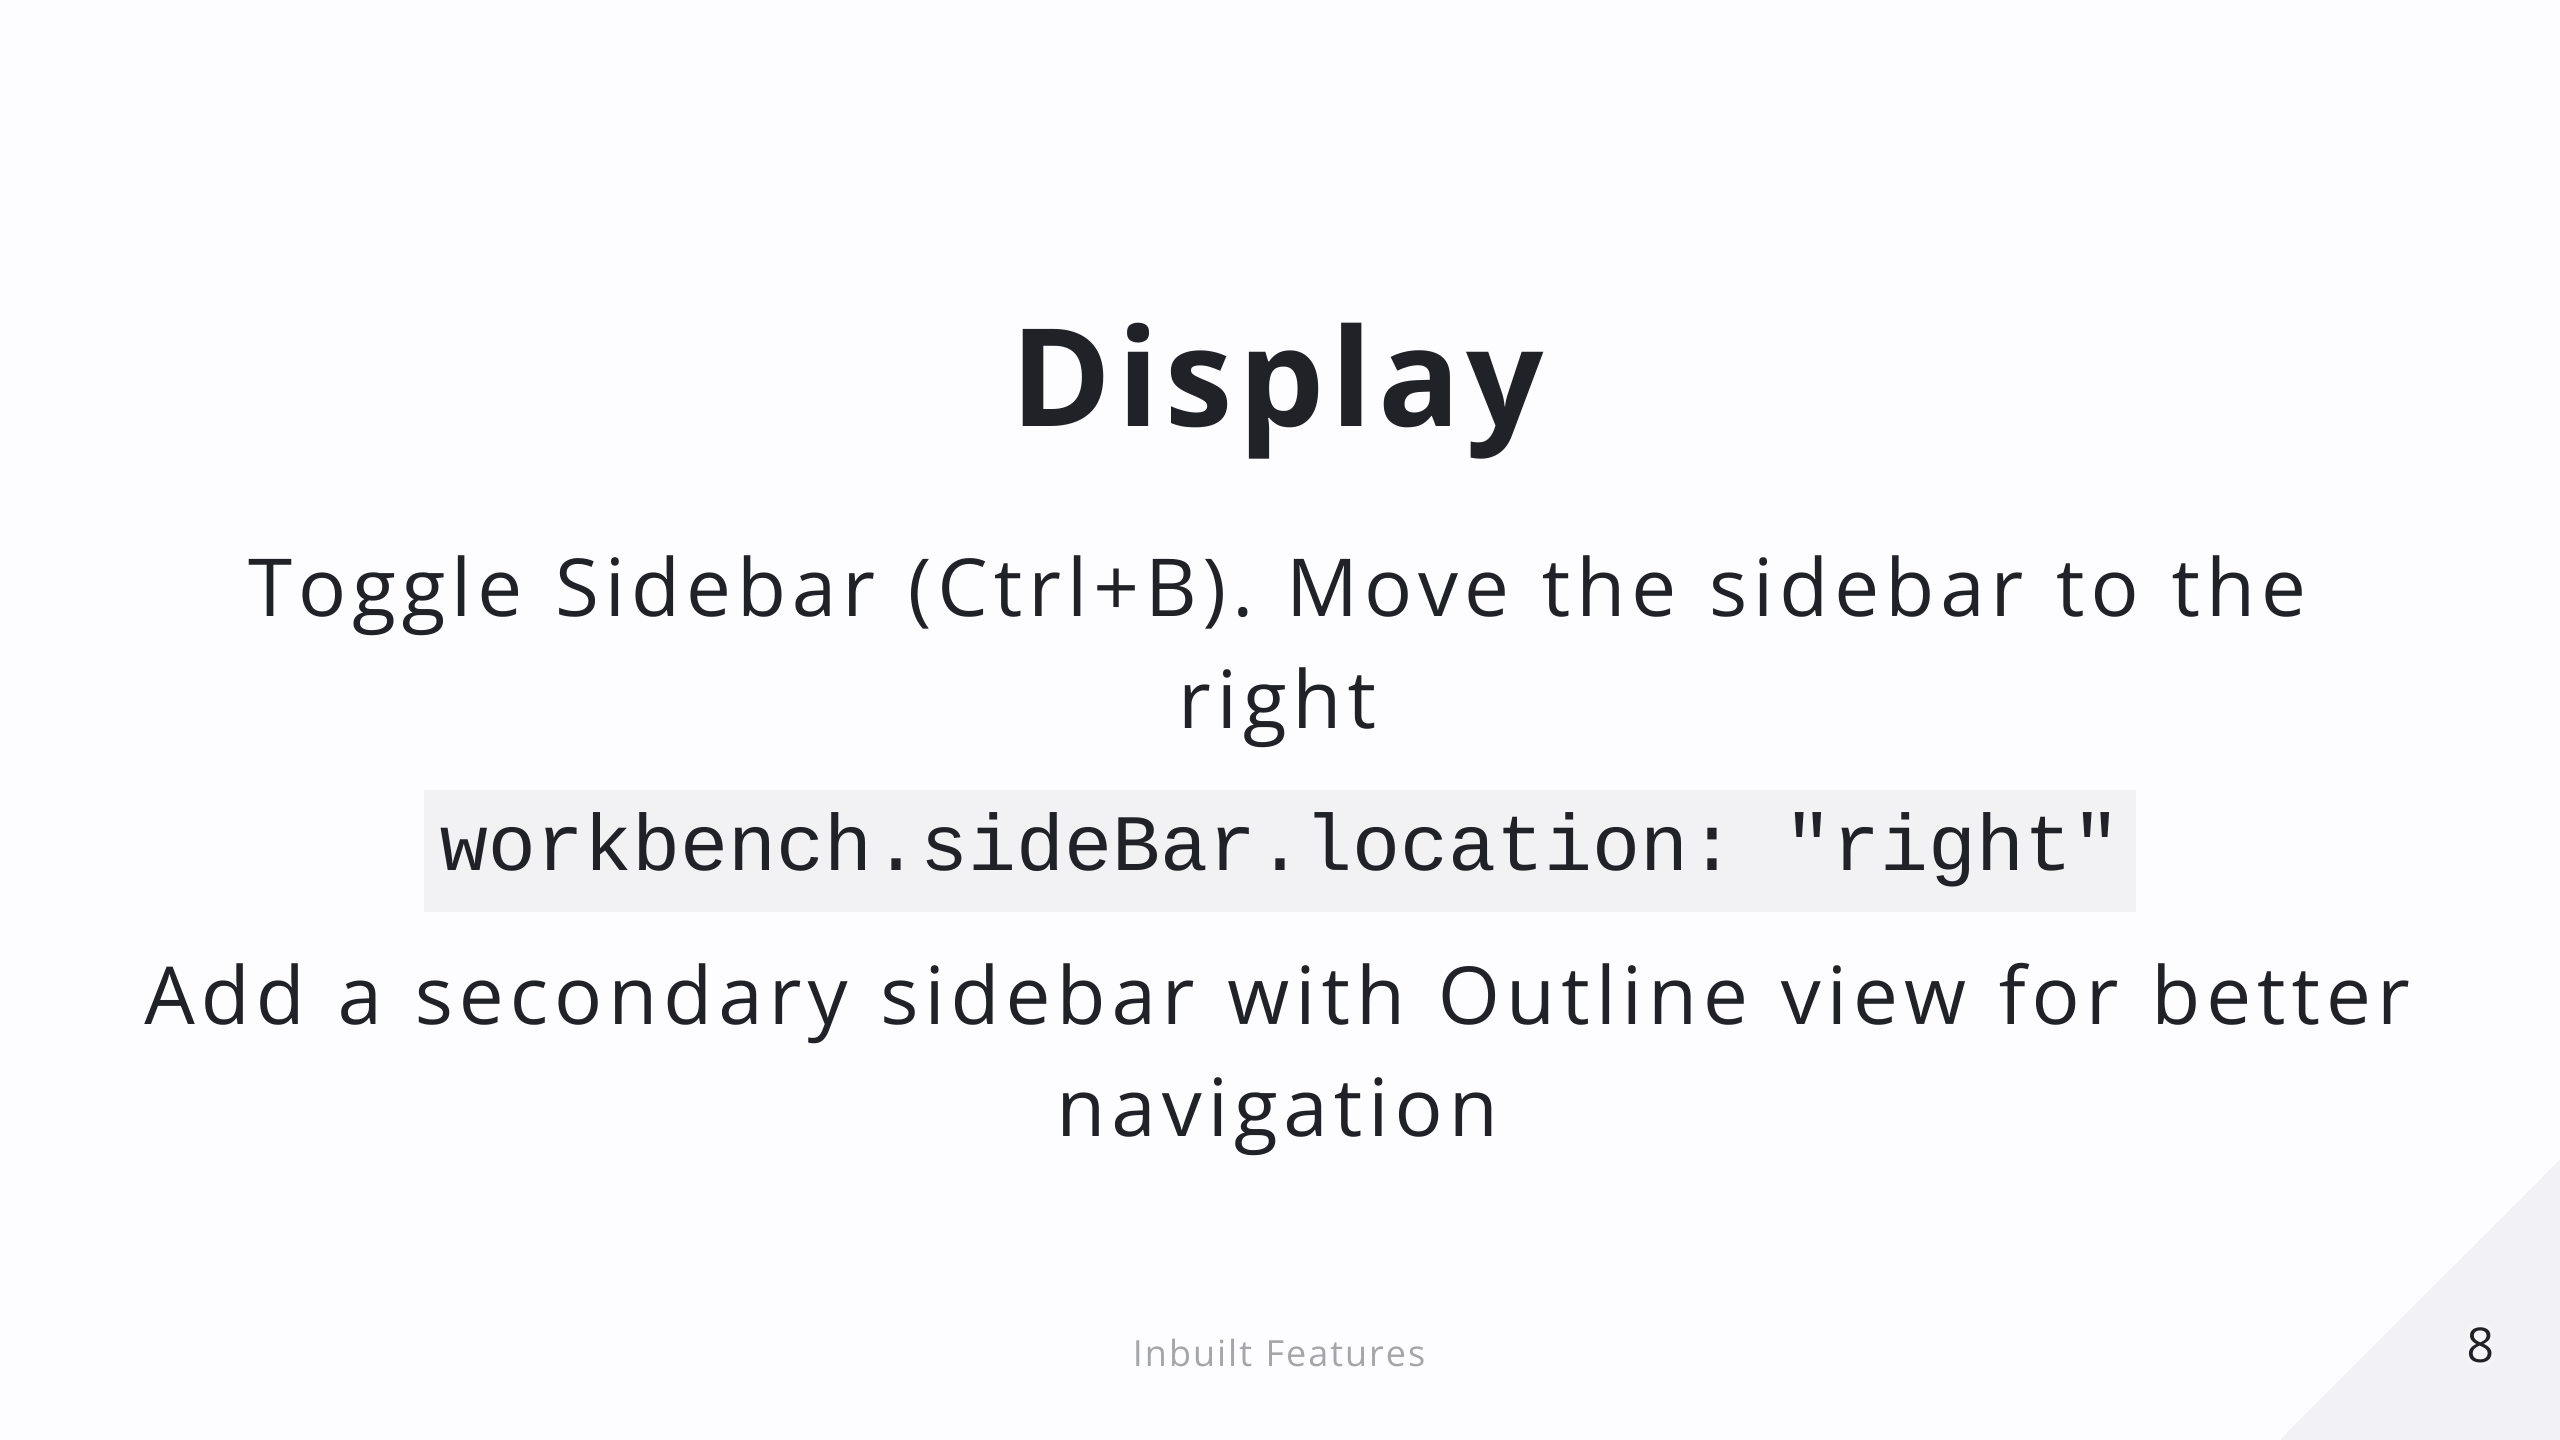 Display
Toggle Sidebar (Ctrl+B). Move the sidebar to the
right
workbench.sideBar.location: "right"
Add a secondary sidebar with Outline view for better
navigation
Inbuilt Features
8